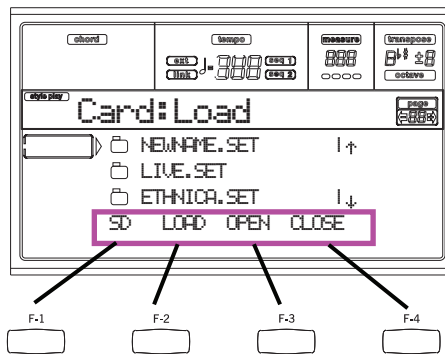 chord tempo measure transpose
ext seq 1
link seq 2
octave
style play
Card:Load
page
NEWNAME.SET
LIVE.SET
ETHNICA.SET
SD LOAD OPEN CLOSE
F-1 F-2 F-3 F-4